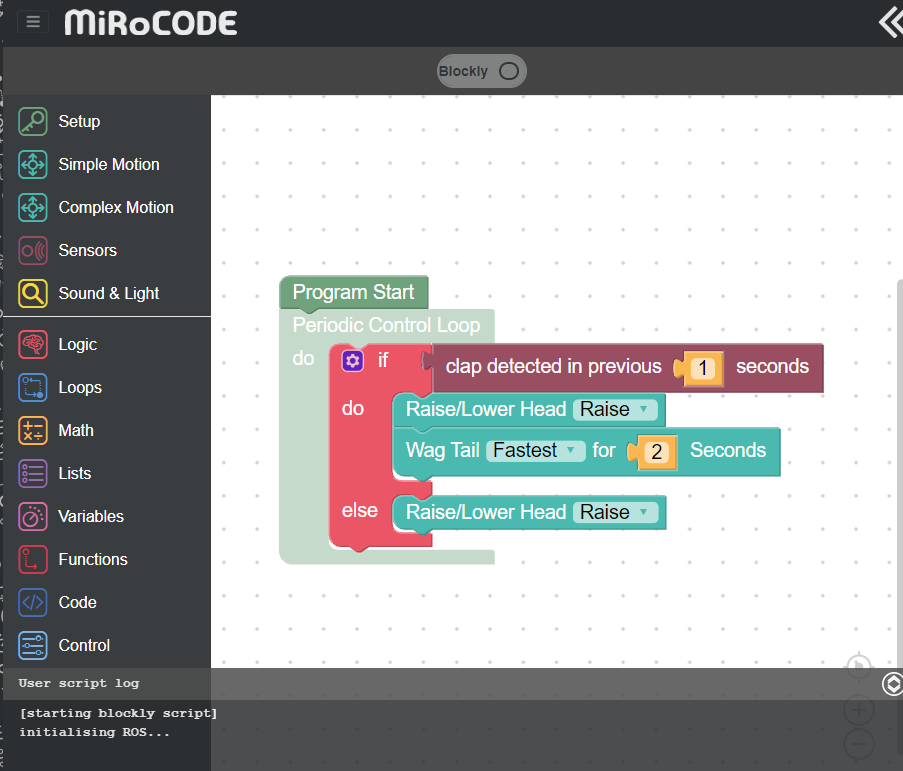 MiRoCODE
Blockly
Setup
Simple Motion
Complex Motion
Sensors
Sound & Light
Logic
Loops
Math
Lists
Variables
Functions
Code
Control
Program Start
Periodic Control Loop
do
if clap detected in previous 1 seconds
do Raise/Lower Head Raise
Wag Tail Fastest for 2 Seconds
else Raise/Lower Head Raise
User script log
[starting blockly script]
initialising ROS...